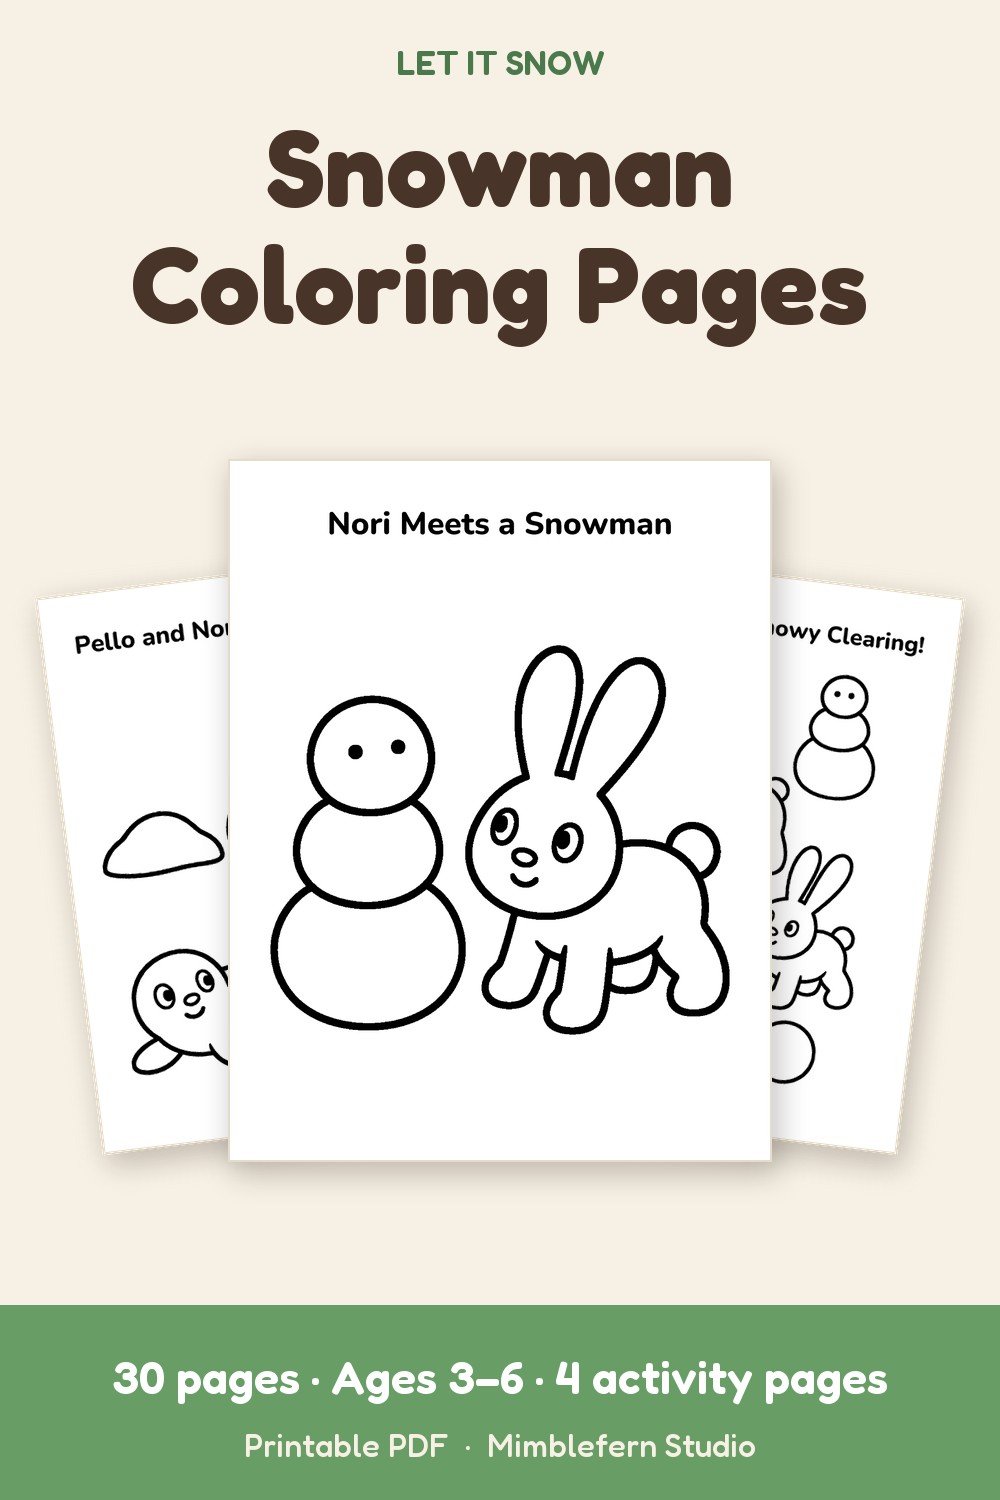 LET IT SNOW
Snowman
Coloring Pages
Nori Meets a Snowman
Pello and
Clearing!
30 pages · Ages 3–6 · 4 activity pages
Printable PDF · Mimblefern Studio